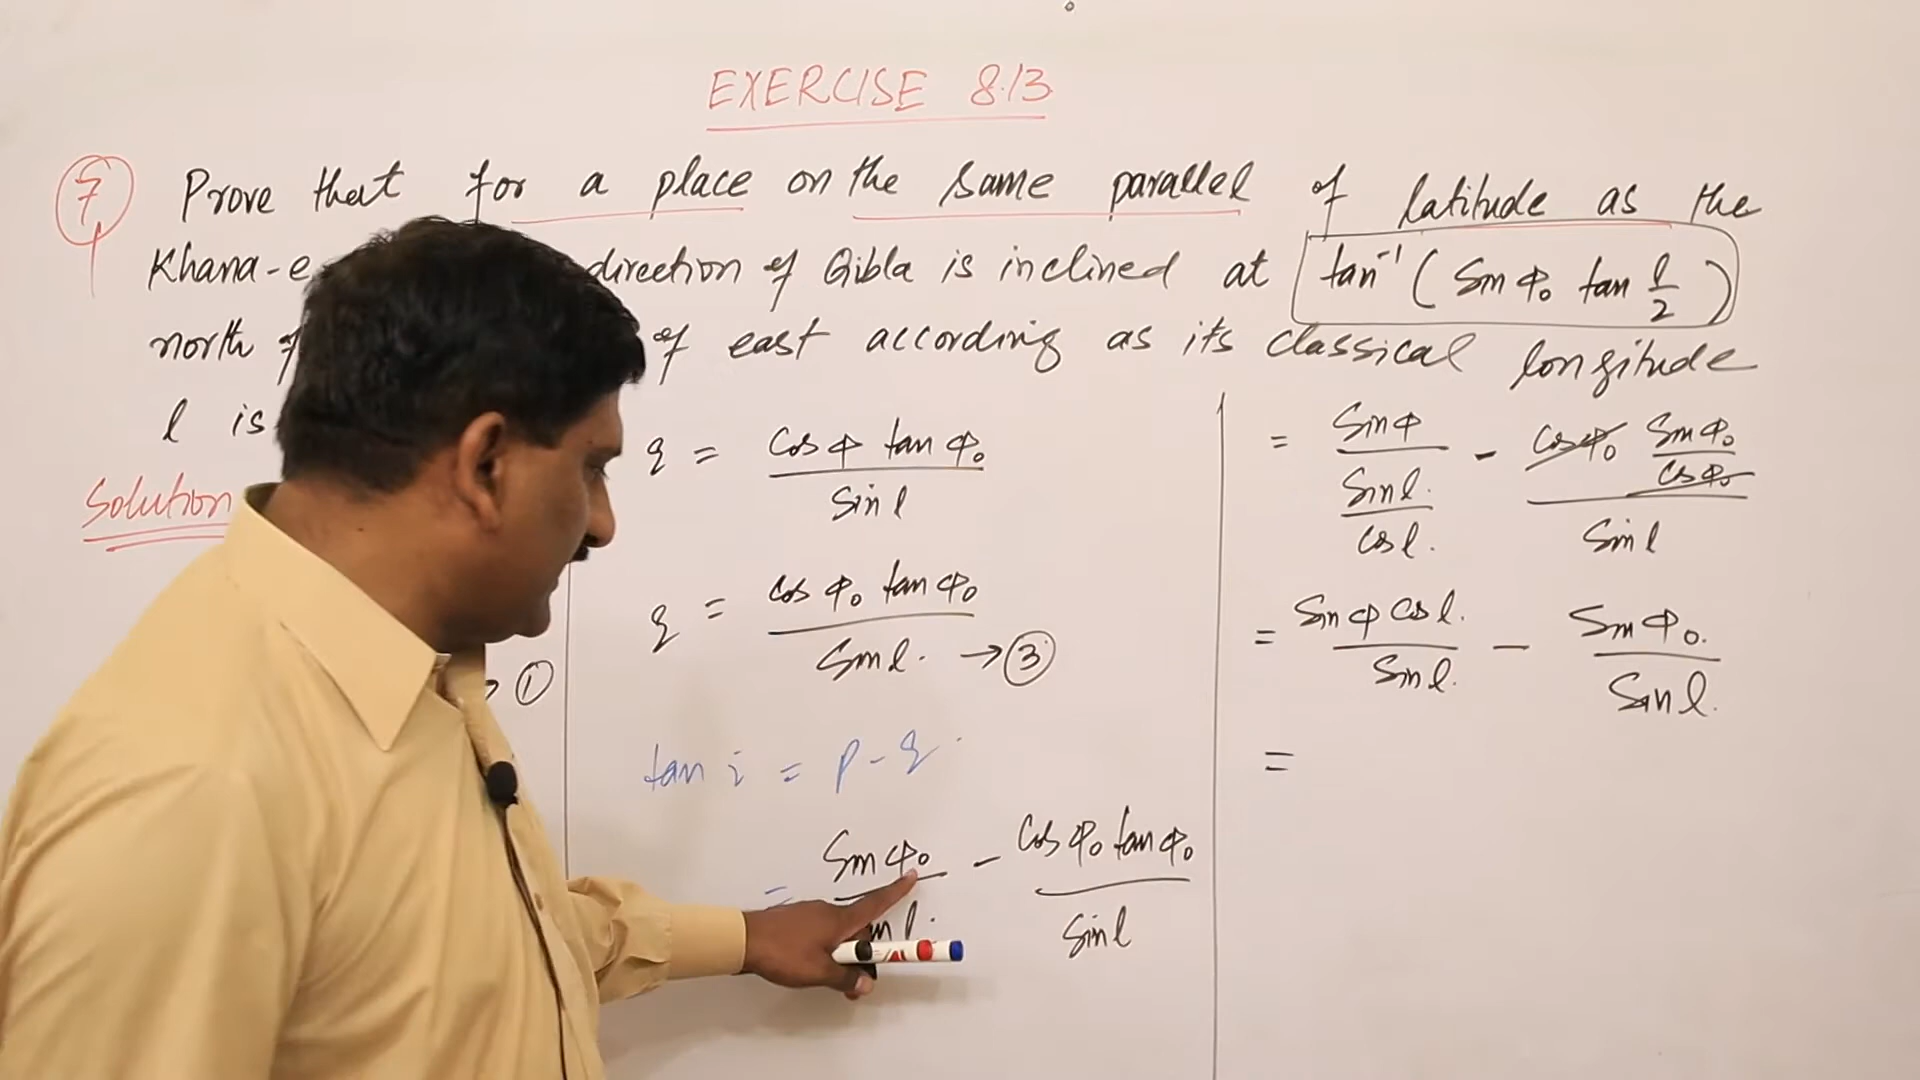 EXERCISE 8.13
7 Prove that for a place on the same parallel of latitude as the
Khana-e direction of Qibla is inclined at tan⁻¹ ( Sin φ₀ tan l/2 )
north of east according as its classical longitude
l is
Solution
→ ①
q = Cos φ tan φ₀ / Sin l
q = Cos φ₀ tan φ₀ / Sin l. → ③
tan i = p - q.
= Sin φ₀ / l. - Cos φ₀ tan φ₀ / Sin l
= Sin φ / (Sin l. / Cos l.) - Cos φ₀ (Sin φ₀ / Cos φ₀) / Sin l
= Sin φ Cos l. / Sin l. - Sin φ₀. / Sin l.
=